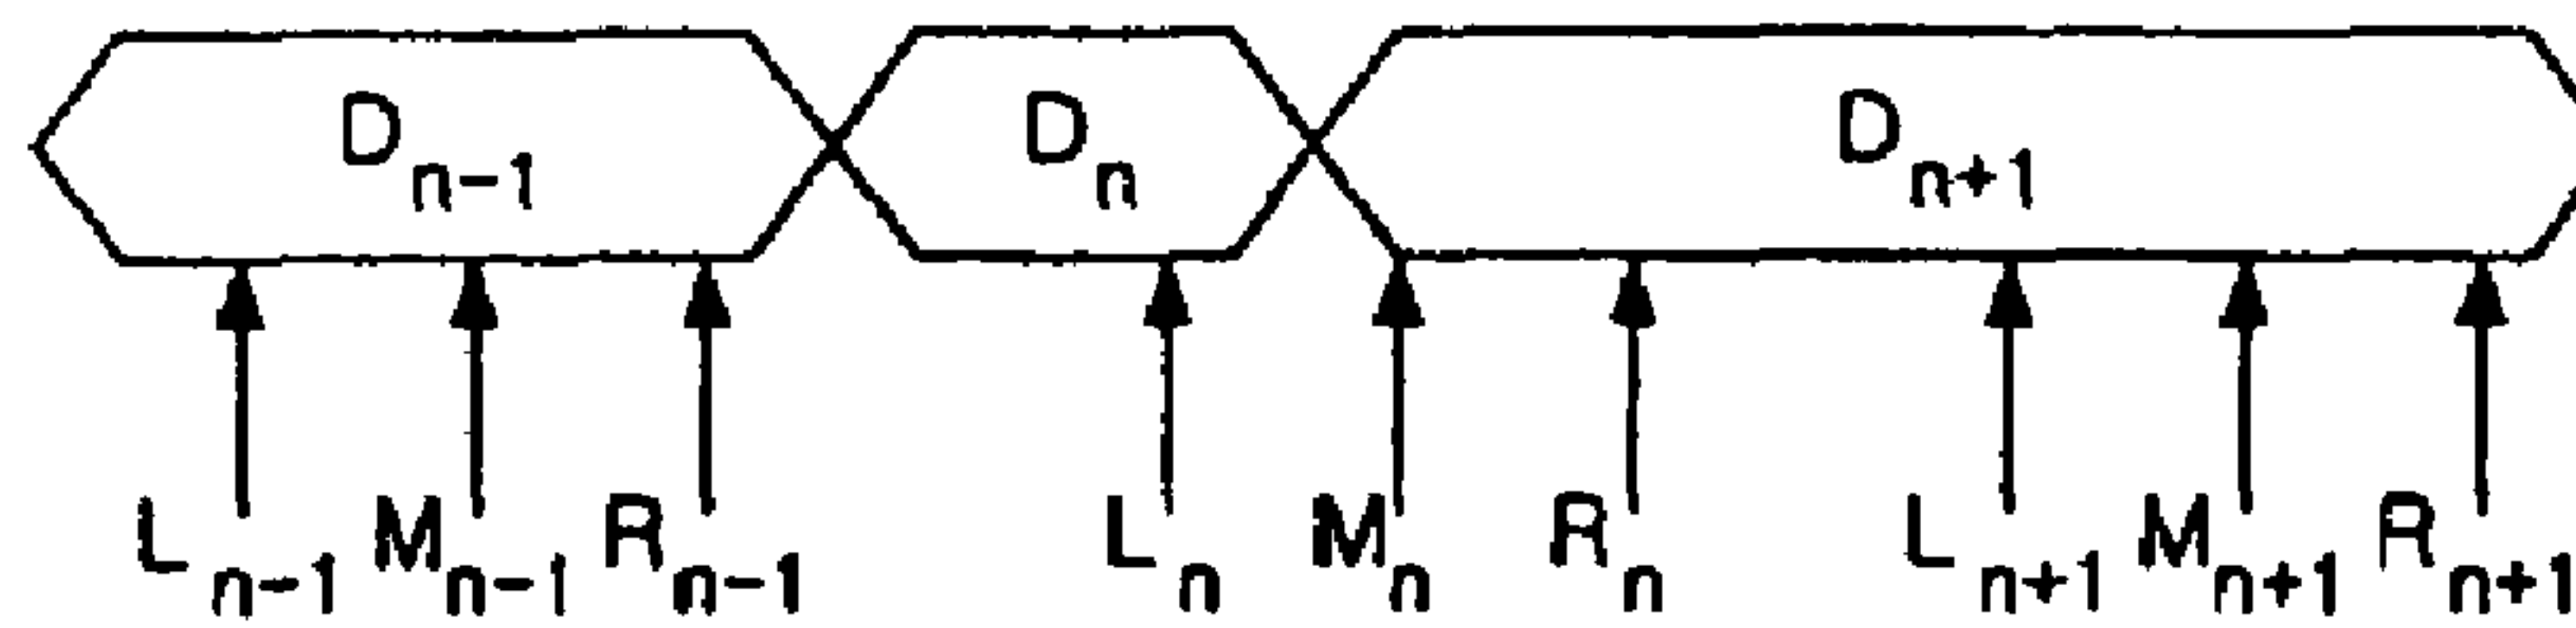 D_{n-1} D_n D_{n+1}
L_{n-1} M_{n-1} R_{n-1} L_n M_n R_n L_{n+1} M_{n+1} R_{n+1}